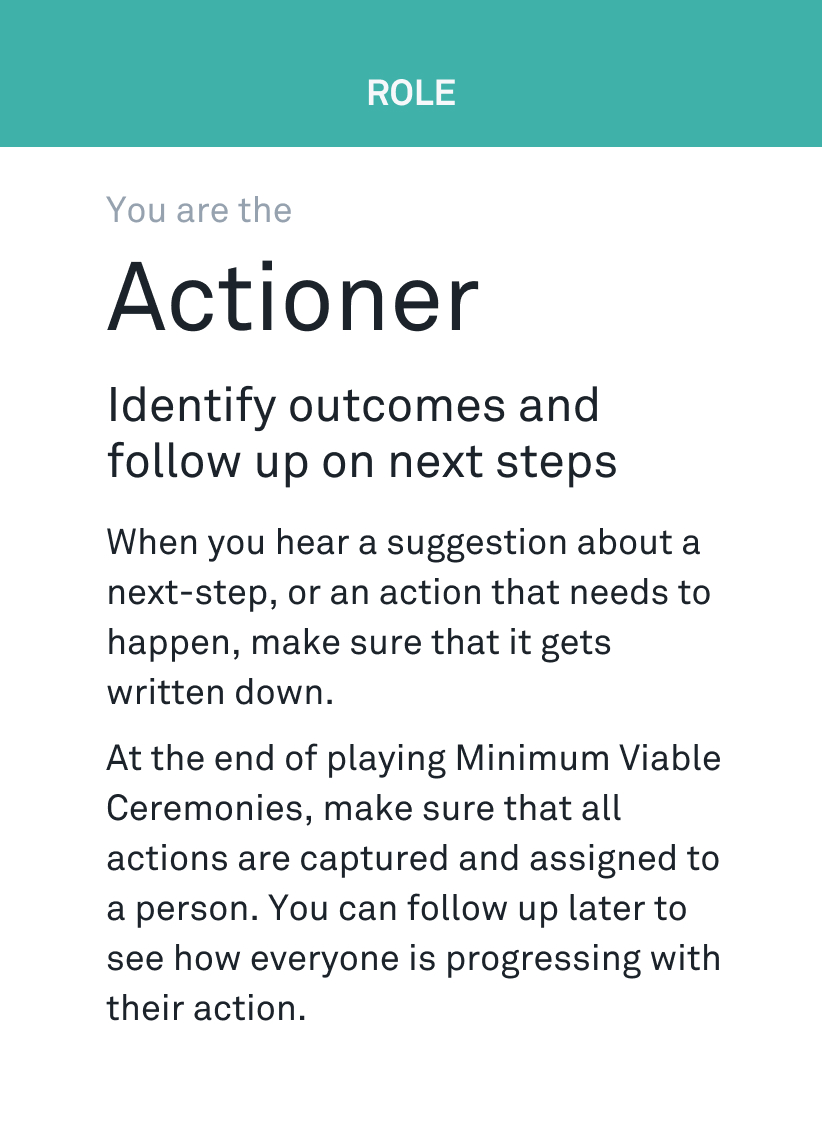 ROLE
You are the
Actioner
Identify outcomes and
follow up on next steps
When you hear a suggestion about a
next-step, or an action that needs to
happen, make sure that it gets
written down.
At the end of playing Minimum Viable
Ceremonies, make sure that all
actions are captured and assigned to
a person. You can follow up later to
see how everyone is progressing with
their action.